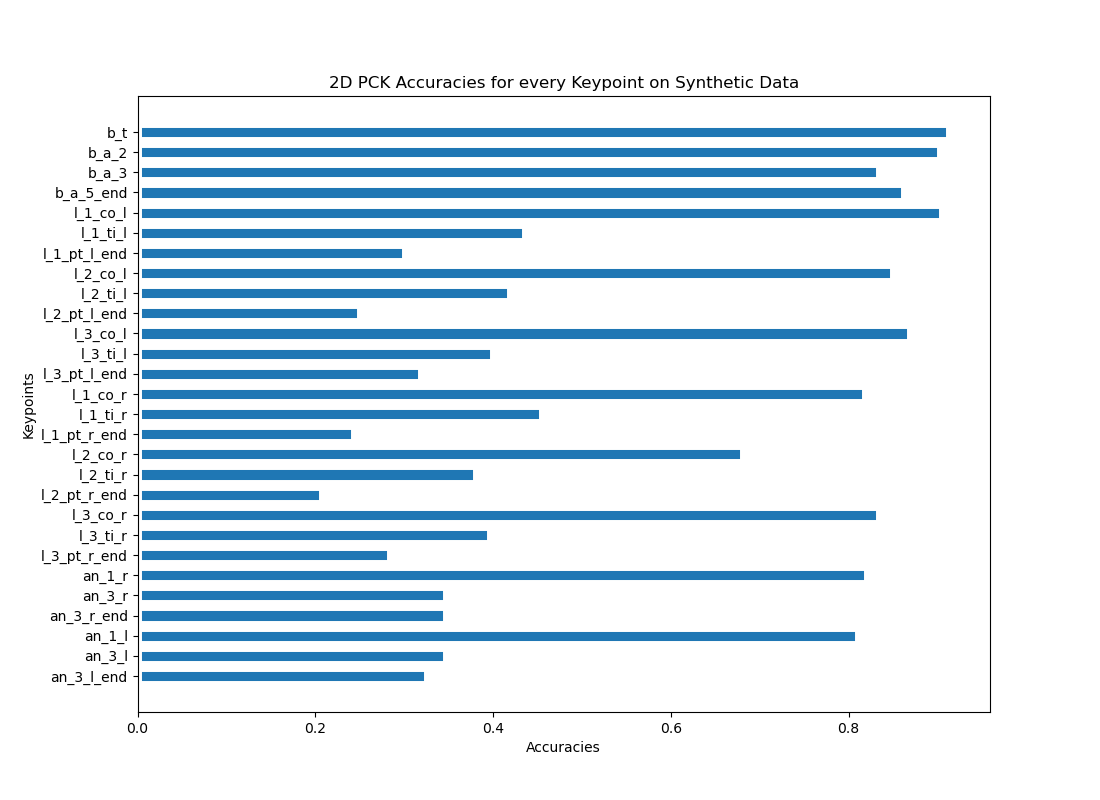 2D PCK Accuracies for every Keypoint on Synthetic Data
Keypoints
b_t
b_a_2
b_a_3
b_a_5_end
l_1_co_l
l_1_ti_l
l_1_pt_l_end
l_2_co_l
l_2_ti_l
l_2_pt_l_end
l_3_co_l
l_3_ti_l
l_3_pt_l_end
l_1_co_r
l_1_ti_r
l_1_pt_r_end
l_2_co_r
l_2_ti_r
l_2_pt_r_end
l_3_co_r
l_3_ti_r
l_3_pt_r_end
an_1_r
an_3_r
an_3_r_end
an_1_l
an_3_l
an_3_l_end
0.0 0.2 0.4 0.6 0.8
Accuracies